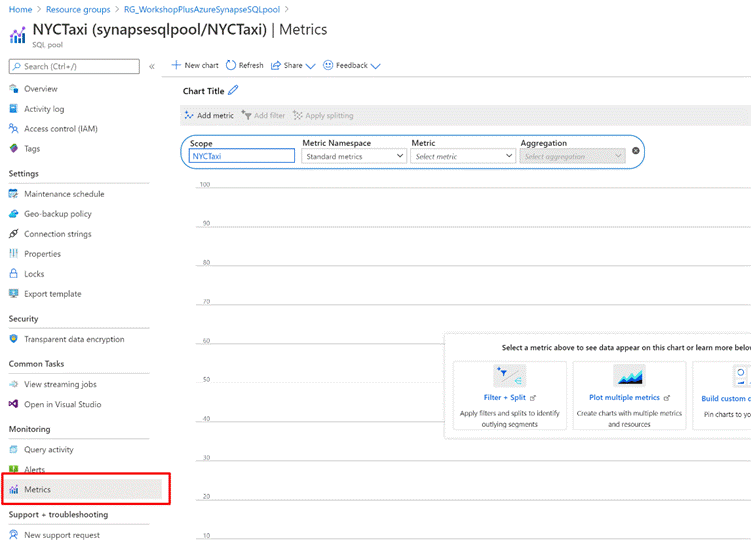 Home > Resource groups > RG_WorkshopPlusAzureSynapseSQLpool >
NYCTaxi (synapsesqlpool/NYCTaxi) | Metrics
SQL pool
Search (Ctrl+/)
«
New chart Refresh Share Feedback
Overview
Activity log
Access control (IAM)
Tags
Settings
Maintenance schedule
Geo-backup policy
Connection strings
Properties
Locks
Export template
Security
Transparent data encryption
Common Tasks
View streaming jobs
Open in Visual Studio
Monitoring
Query activity
Alerts
Metrics
Support + troubleshooting
New support request
Chart Title
Add metric Add filter Apply splitting
Scope Metric Namespace Metric Aggregation
NYCTaxi Standard metrics Select metric Select aggregation
100
90
80
70
60
50
40
30
20
10
Select a metric above to see data appear on this chart or learn more below
Filter + Split Plot multiple metrics Build custom d
Apply filters and splits to identify Create charts with multiple metrics Pin charts to yo
outlying segments and resources